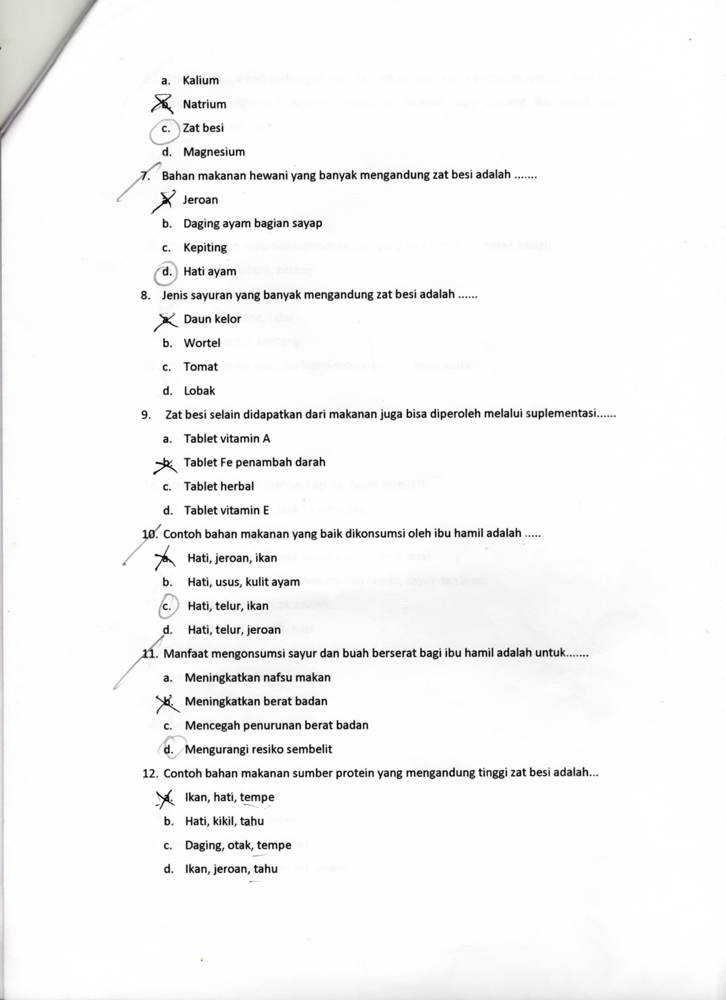 a. Kalium
b. Natrium
c. Zat besi
d. Magnesium
7. Bahan makanan hewani yang banyak mengandung zat besi adalah .......
a. Jeroan
b. Daging ayam bagian sayap
c. Kepiting
d. Hati ayam
8. Jenis sayuran yang banyak mengandung zat besi adalah ......
a. Daun kelor
b. Wortel
c. Tomat
d. Lobak
9. Zat besi selain didapatkan dari makanan juga bisa diperoleh melalui suplementasi......
a. Tablet vitamin A
b. Tablet Fe penambah darah
c. Tablet herbal
d. Tablet vitamin E
10. Contoh bahan makanan yang baik dikonsumsi oleh ibu hamil adalah .....
a. Hati, jeroan, ikan
b. Hati, usus, kulit ayam
c. Hati, telur, ikan
d. Hati, telur, jeroan
11. Manfaat mengonsumsi sayur dan buah berserat bagi ibu hamil adalah untuk.......
a. Meningkatkan nafsu makan
b. Meningkatkan berat badan
c. Mencegah penurunan berat badan
d. Mengurangi resiko sembelit
12. Contoh bahan makanan sumber protein yang mengandung tinggi zat besi adalah...
a. Ikan, hati, tempe
b. Hati, kikil, tahu
c. Daging, otak, tempe
d. Ikan, jeroan, tahu